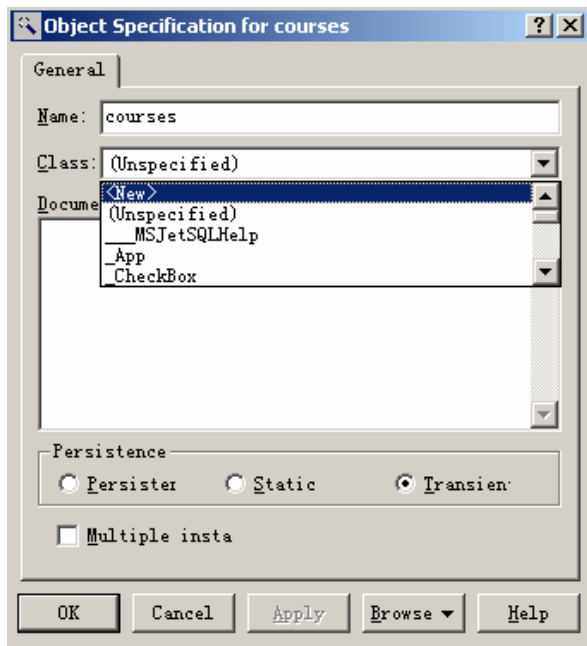 Object Specification for courses
General
Name: courses
Class: (Unspecified)
<New>
Docume
(Unspecified)
___MSJetSQLHelp
_App
_CheckBox
Persistence
Persister Static Transien
Multiple insta
OK Cancel Apply Browse Help